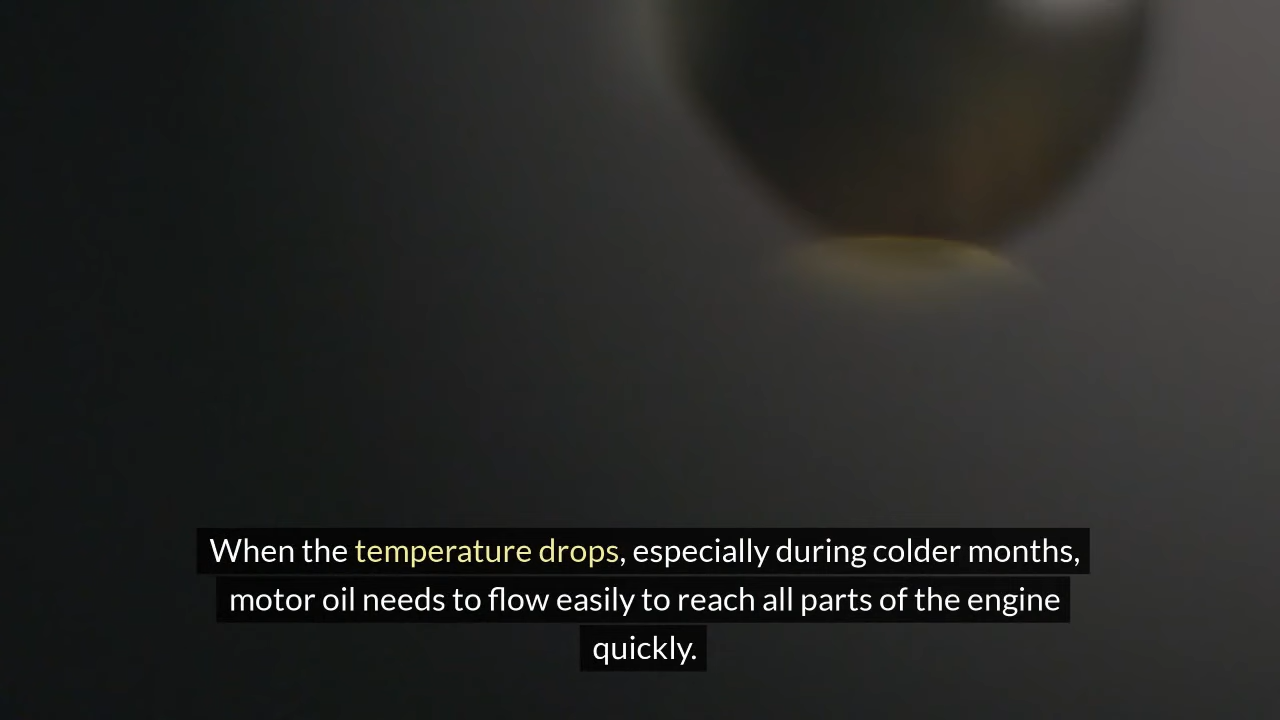 When the temperature drops, especially during colder months,
motor oil needs to flow easily to reach all parts of the engine
quickly.